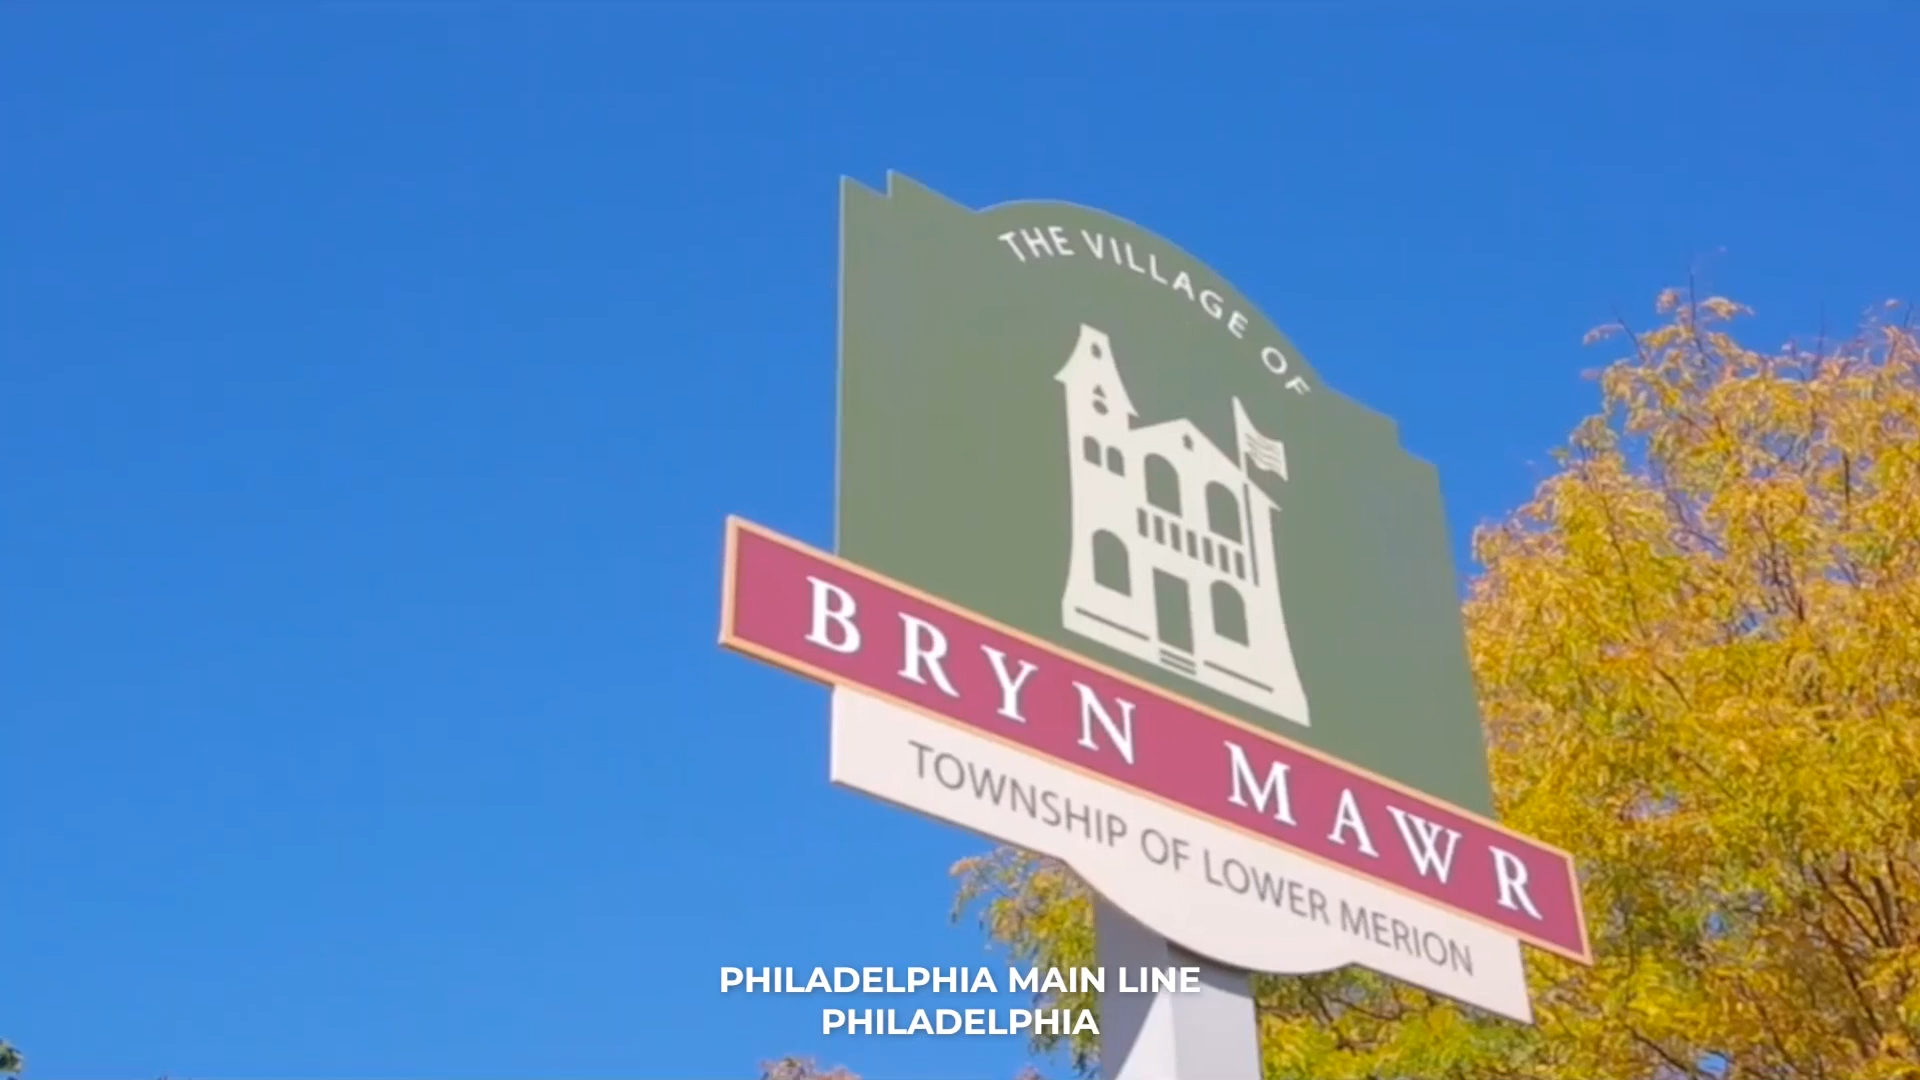 THE VILLAGE OF
BRYN MAWR
TOWNSHIP OF LOWER MERION
PHILADELPHIA MAIN LINE
PHILADELPHIA